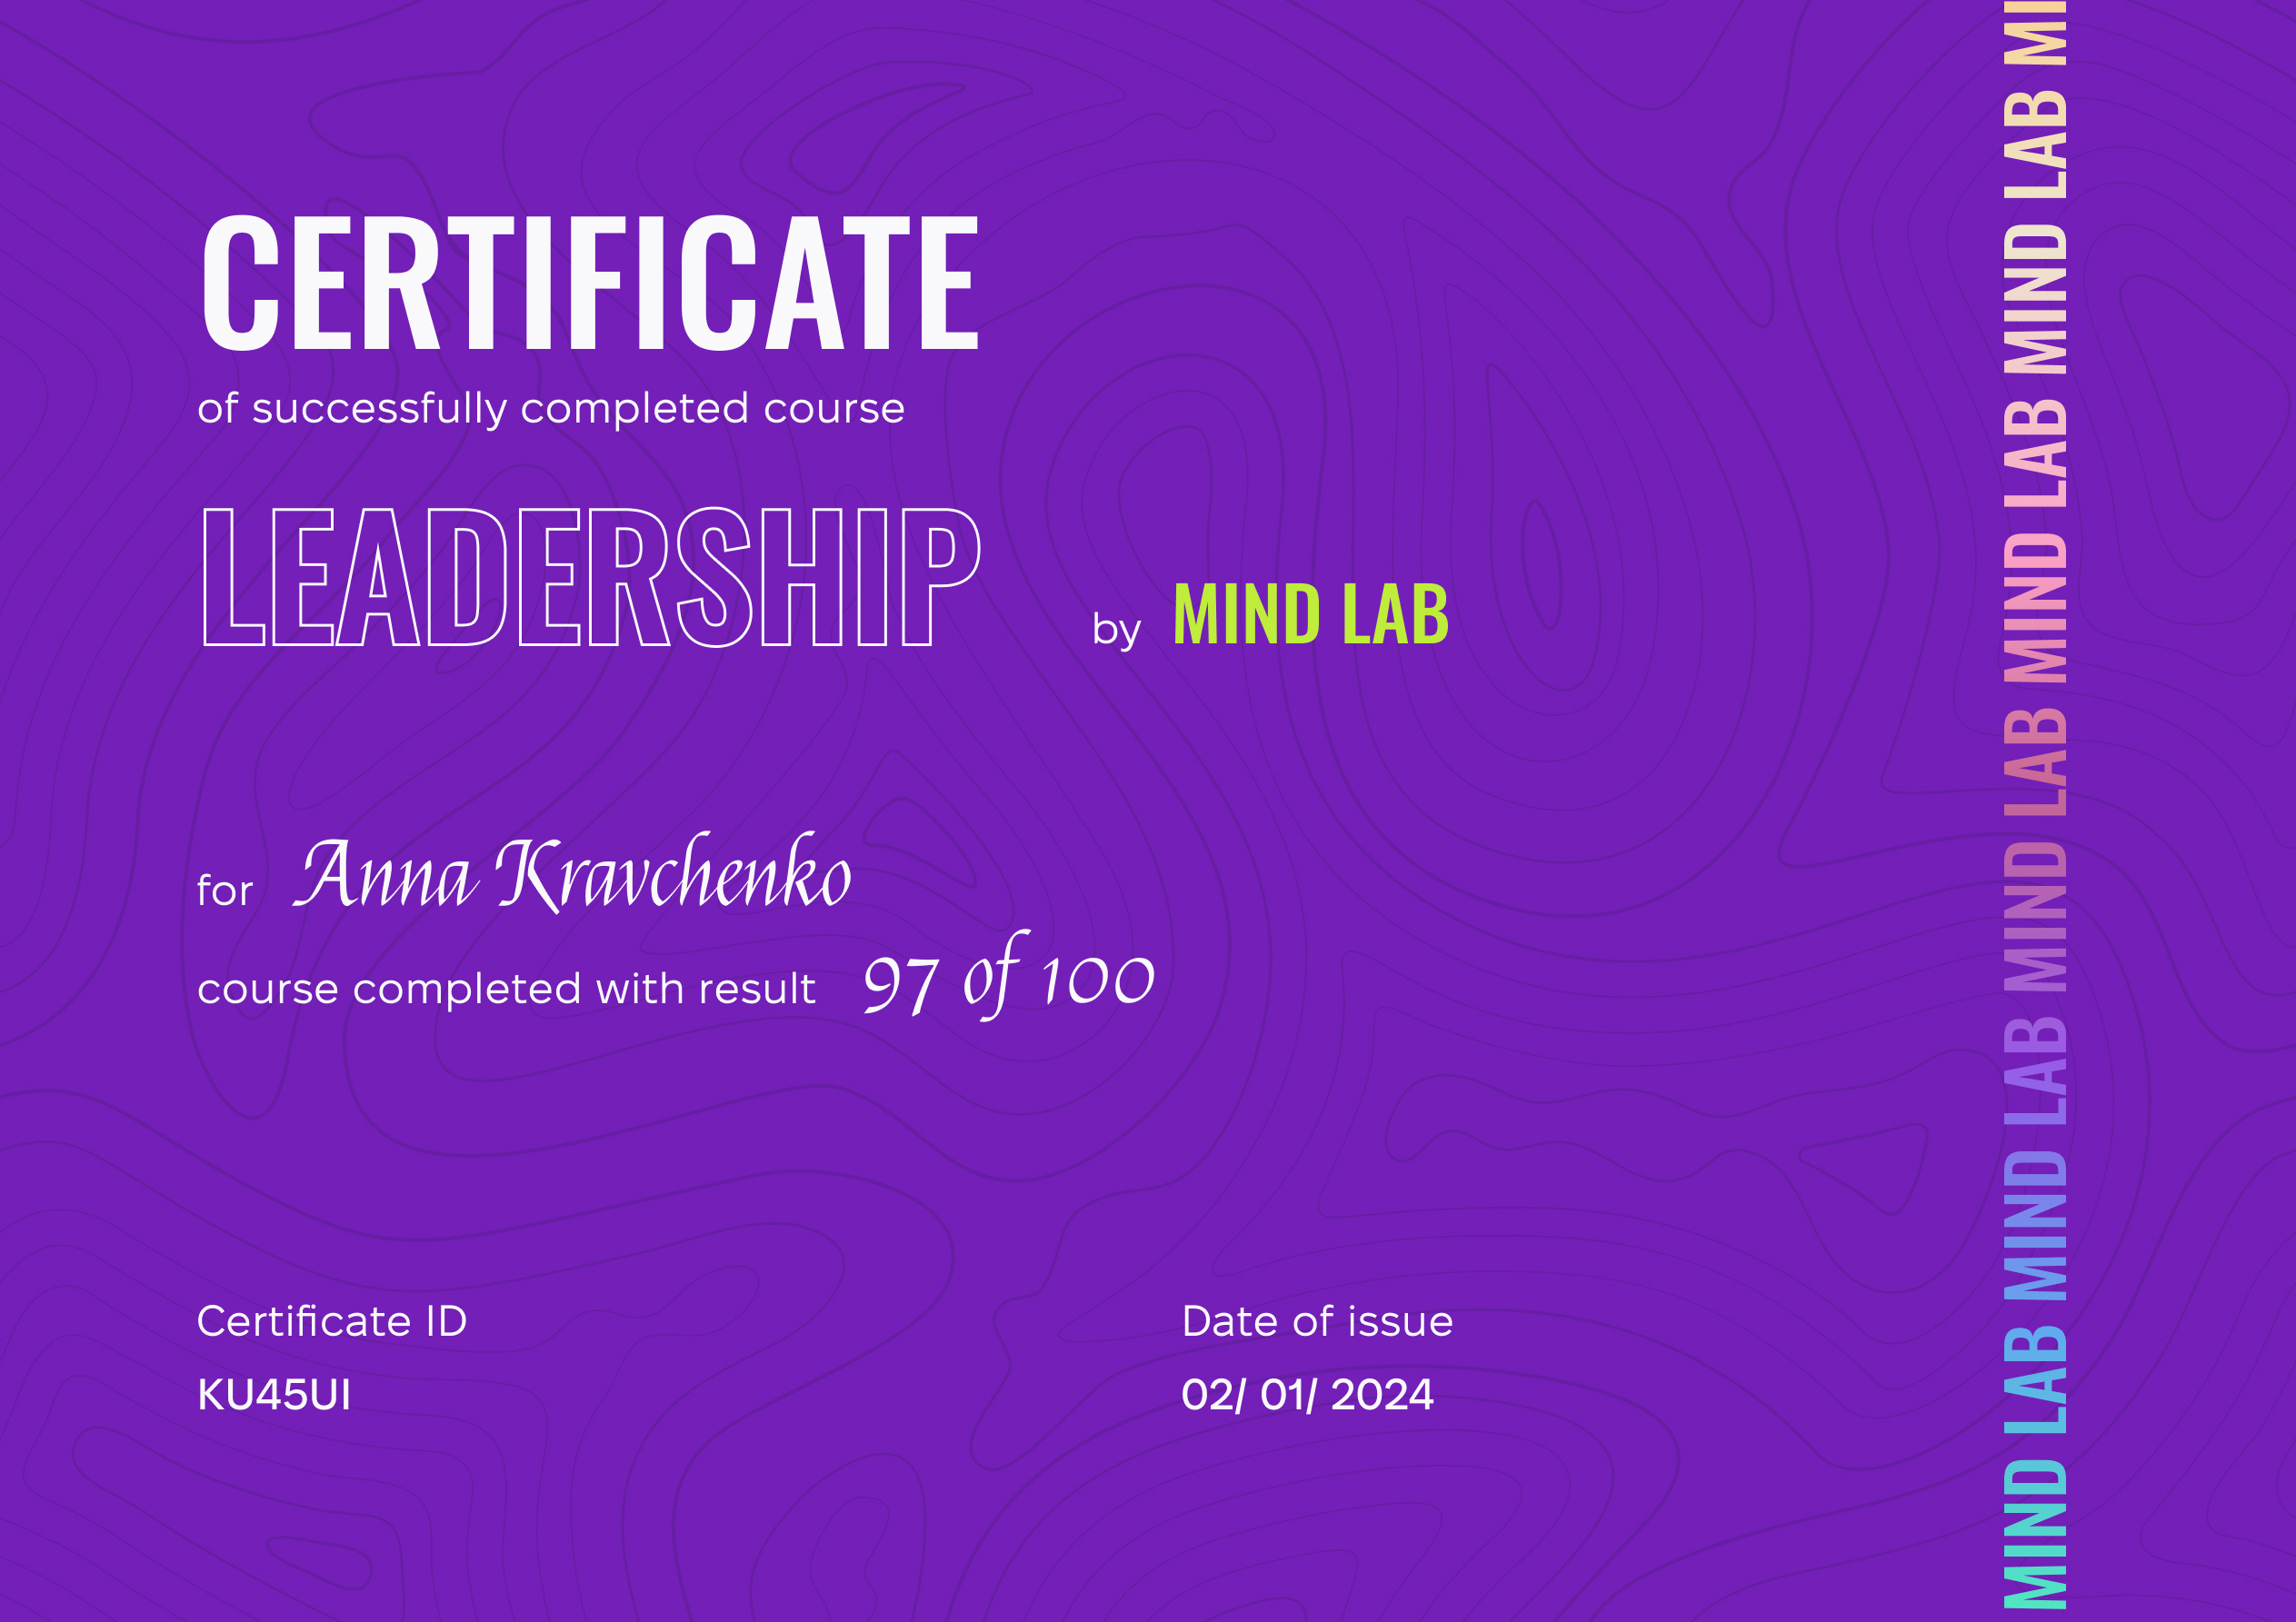 CERTIFICATE
of successfully completed course
LEADERSHIP by MIND LAB
for Anna Kravchenko
course completed with result 97 of 100
Certificate ID
KU45UI
Date of issue
02/ 01/ 2024
MIND LAB MIND LAB MIND LAB MIND LAB MIND LAB MI